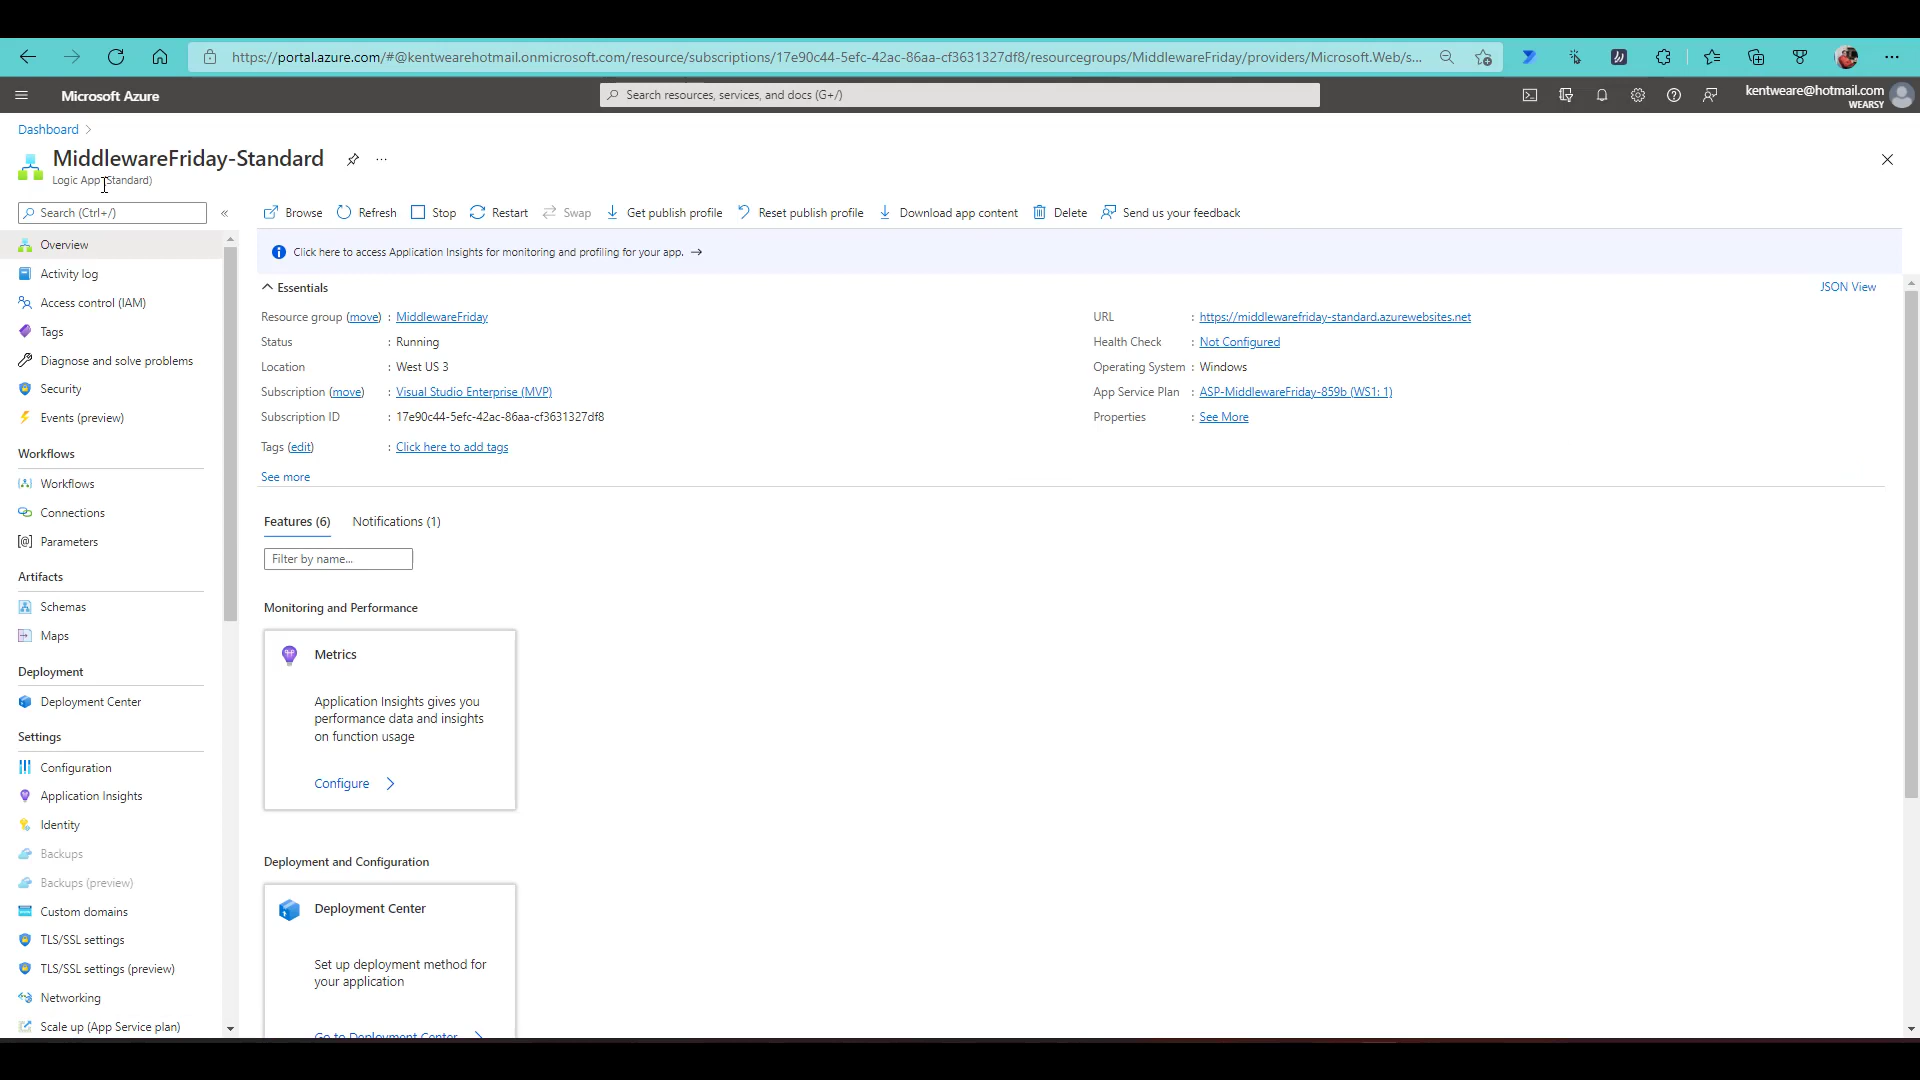 https://portal.azure.com/#@kentwearehotmail.onmicrosoft.com/resource/subscriptions/17e90c44-5efc-42ac-86aa-cf3631327df8/resourcegroups/MiddlewareFriday/providers/Microsoft.Web/s...
Microsoft Azure
Search resources, services, and docs (G+/)
kentweare@hotmail.com
WEARSY
Dashboard
MiddlewareFriday-Standard
Logic App (Standard)
Search (Ctrl+/)
Browse Refresh Stop Restart Swap Get publish profile Reset publish profile Download app content Delete Send us your feedback
Click here to access Application Insights for monitoring and profiling for your app.
Overview
Activity log
Access control (IAM)
Tags
Diagnose and solve problems
Security
Events (preview)
Workflows
Workflows
Connections
Parameters
Artifacts
Schemas
Maps
Deployment
Deployment Center
Settings
Configuration
Application Insights
Identity
Backups
Backups (preview)
Custom domains
TLS/SSL settings
TLS/SSL settings (preview)
Networking
Scale up (App Service plan)
Essentials
JSON View
Resource group (move) : MiddlewareFriday
Status : Running
Location : West US 3
Subscription (move) : Visual Studio Enterprise (MVP)
Subscription ID : 17e90c44-5efc-42ac-86aa-cf3631327df8
Tags (edit) : Click here to add tags
See more
URL : https://middlewarefriday-standard.azurewebsites.net
Health Check : Not Configured
Operating System : Windows
App Service Plan : ASP-MiddlewareFriday-859b (WS1: 1)
Properties : See More
Features (6) Notifications (1)
Filter by name...
Monitoring and Performance
Metrics
Application Insights gives you
performance data and insights
on function usage
Configure
Deployment and Configuration
Deployment Center
Set up deployment method for
your application
Go to Deployment Center